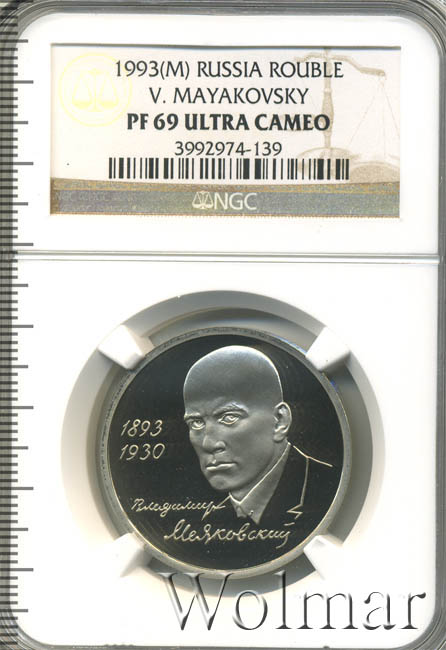 1993(M) RUSSIA ROUBLE
V. MAYAKOVSKY
PF 69 ULTRA CAMEO
3992974-139
NGC
1893
1930
Владимир
Маяковский
Wolmar